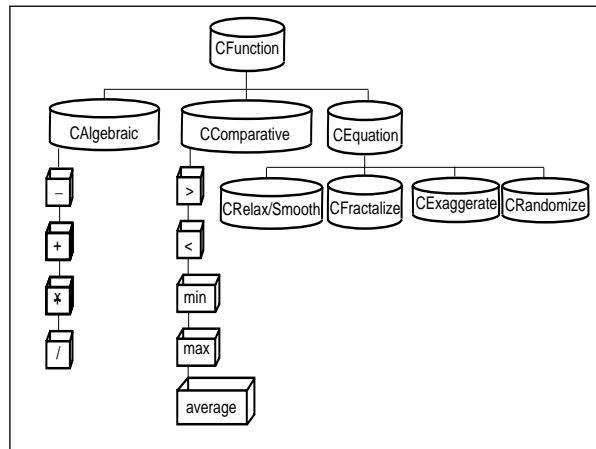 CFunction
CAlgebraic
CComparative
CEquation
CRelax/Smooth
CFractalize
CExaggerate
CRandomize
−
+
¥
/
>
<
min
max
average